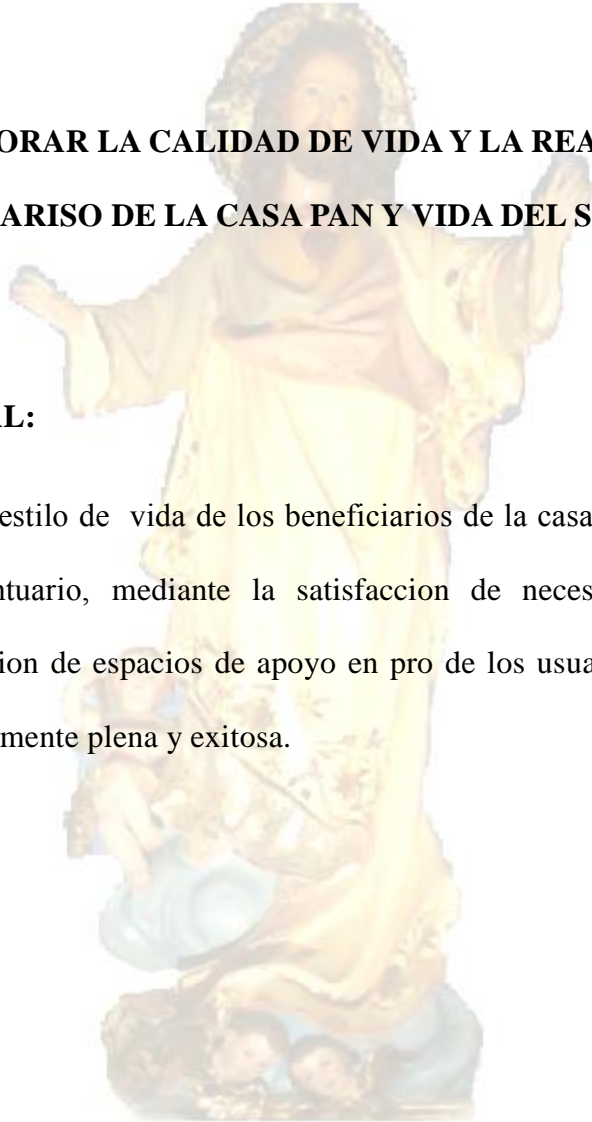 ORAR LA CALIDAD DE VIDA Y LA REA
ARISO DE LA CASA PAN Y VIDA DEL S
AL:
estilo de vida de los beneficiarios de la casa
ntuario, mediante la satisfaccion de neces
ion de espacios de apoyo en pro de los usua
mente plena y exitosa.